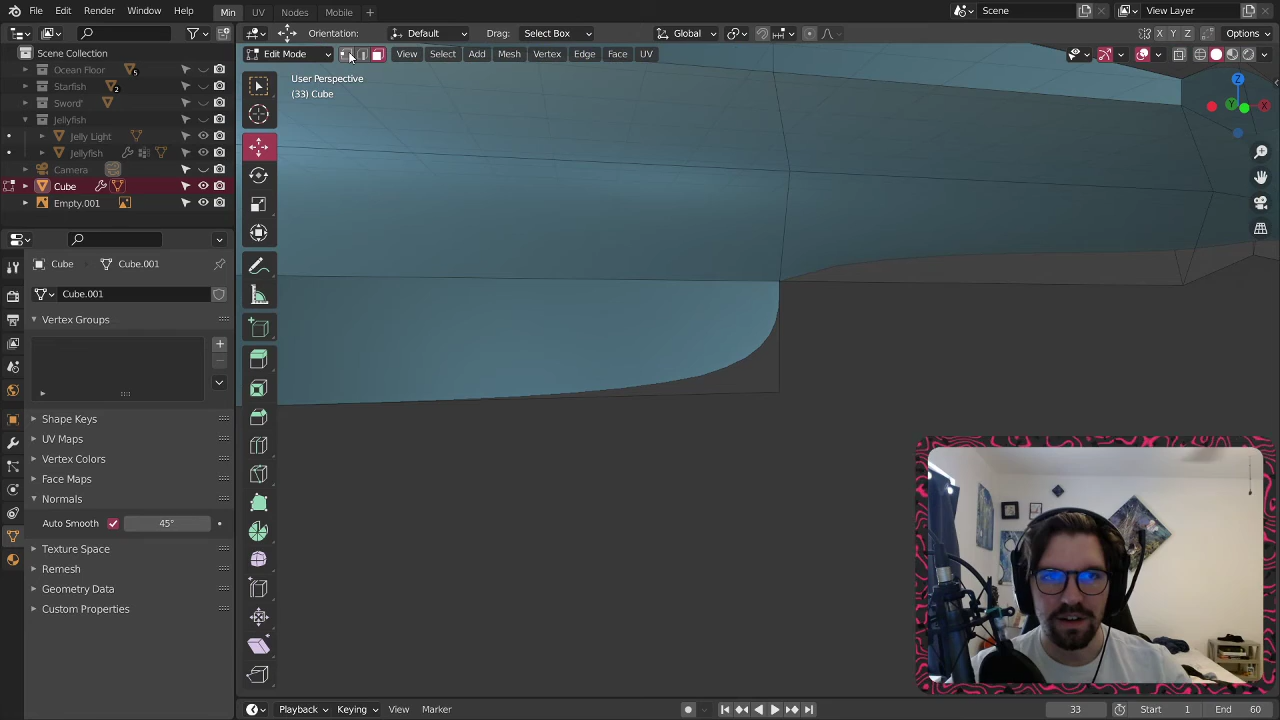 File Edit Render Window Help Min UV Nodes Mobile + Scene View Layer
Orientation: Default Drag: Select Box Global X Y Z Options
Edit Mode View Select Add Mesh Vertex Edge Face UV
Scene Collection
Ocean Floor 5
Starfish 2
Sword'
Jellyfish
Jelly Light
Jellyfish
Camera
Cube
Empty.001
User Perspective
(33) Cube
Z
Y
X
Cube Cube.001
Cube.001
Vertex Groups
Shape Keys
UV Maps
Vertex Colors
Face Maps
Normals
Auto Smooth 45°
Texture Space
Remesh
Geometry Data
Custom Properties
Playback Keying View Marker 33 Start 1 End 60